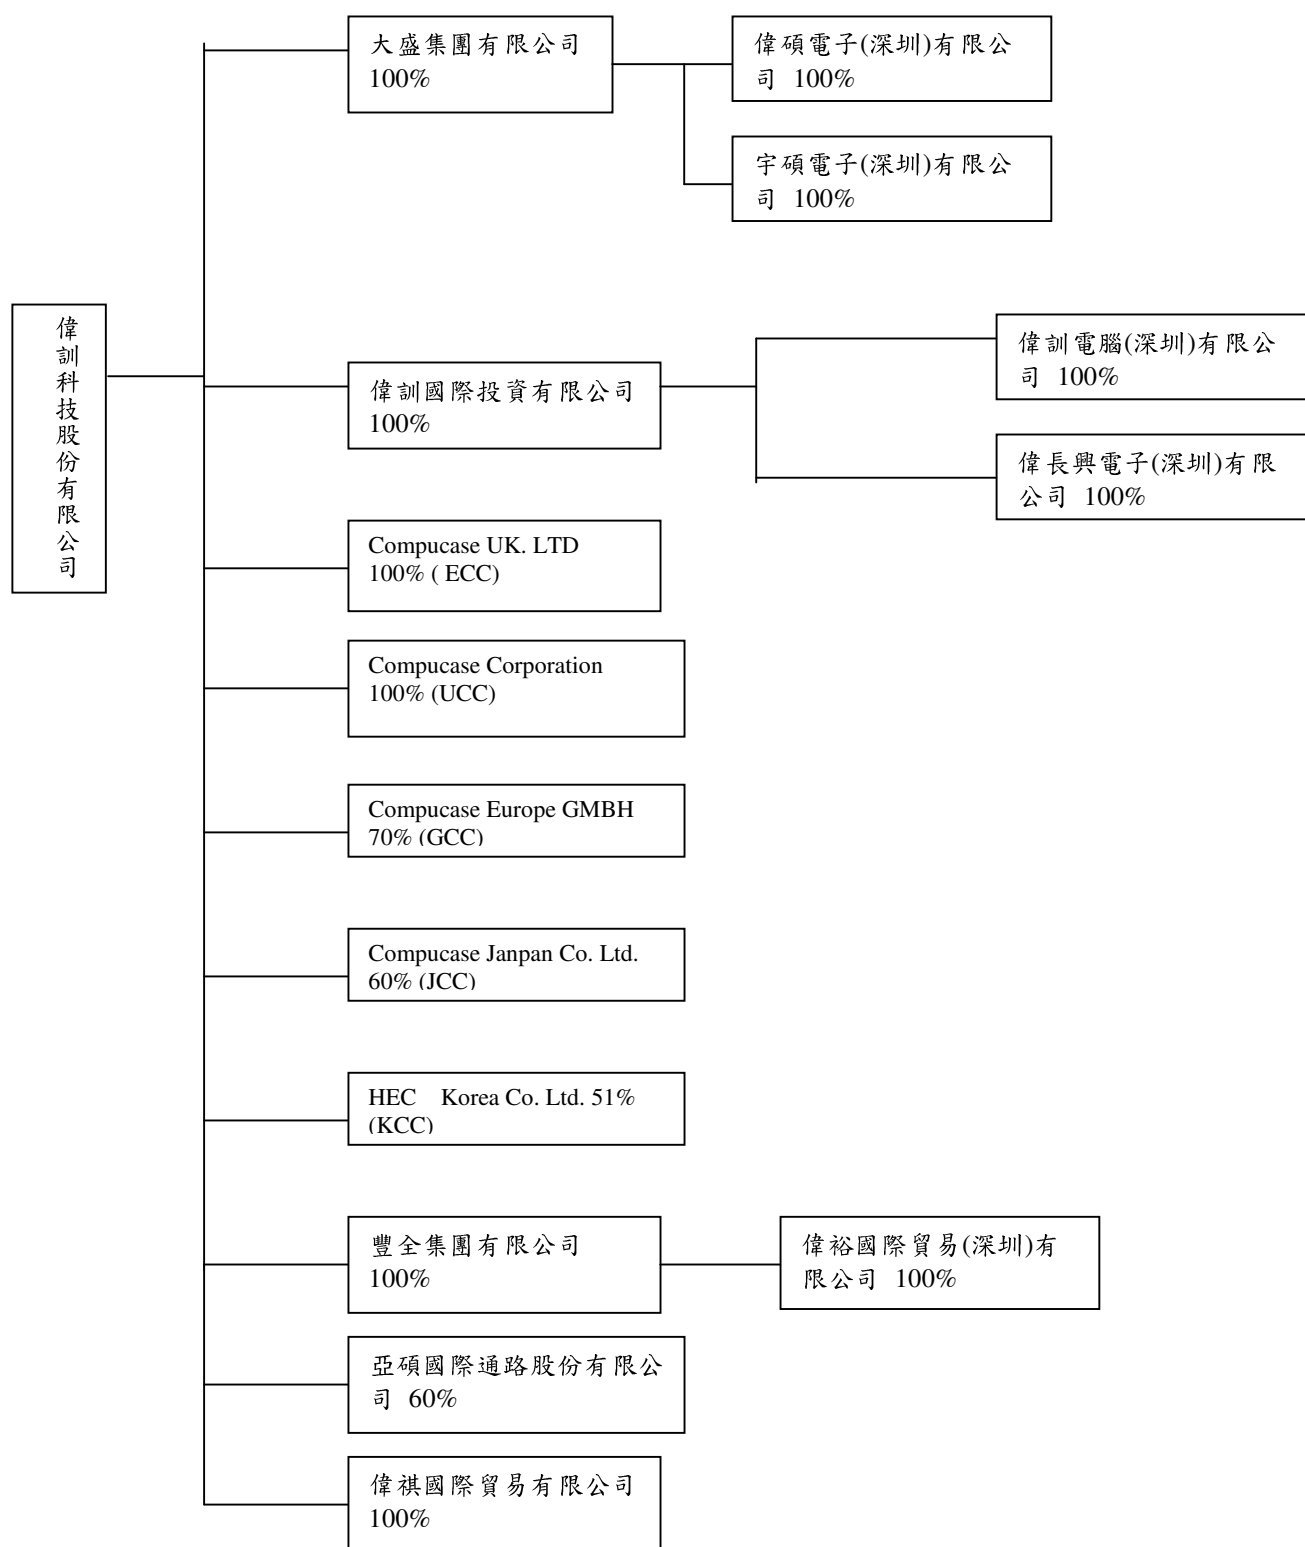 大盛集團有限公司
100%
偉碩電子(深圳)有限公
司 100%
宇碩電子(深圳)有限公
司 100%
偉訓科技股份有限公司
偉訓國際投資有限公司
100%
偉訓電腦(深圳)有限公
司 100%
偉長興電子(深圳)有限
公司 100%
Compucase UK. LTD
100% ( ECC)
Compucase Corporation
100% (UCC)
Compucase Europe GMBH
70% (GCC)
Compucase Janpan Co. Ltd.
60% (JCC)
HEC Korea Co. Ltd. 51%
(KCC)
豐全集團有限公司
100%
偉裕國際貿易(深圳)有
限公司 100%
亞碩國際通路股份有限公
司 60%
偉祺國際貿易有限公司
100%